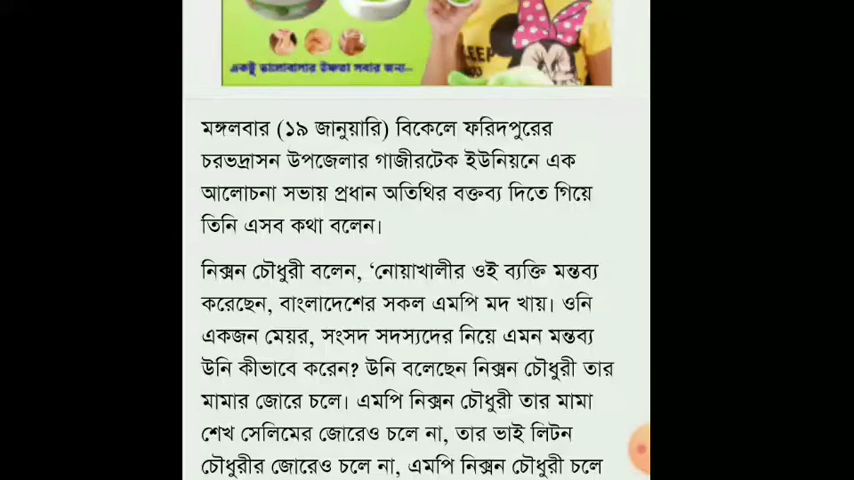 একটু ভালোবাসার উষ্ণতা সবার জন্য...
মঙ্গলবার (১৯ জানুয়ারি) বিকেলে ফরিদপুরের
চরভদ্রাসন উপজেলার গাজীরটেক ইউনিয়নে এক
আলোচনা সভায় প্রধান অতিথির বক্তব্য দিতে গিয়ে
তিনি এসব কথা বলেন।
নিক্সন চৌধুরী বলেন, ‘নোয়াখালীর ওই ব্যক্তি মন্তব্য
করেছেন, বাংলাদেশের সকল এমপি মদ খায়। ওনি
একজন মেয়র, সংসদ সদস্যদের নিয়ে এমন মন্তব্য
উনি কীভাবে করেন? উনি বলেছেন নিক্সন চৌধুরী তার
মামার জোরে চলে। এমপি নিক্সন চৌধুরী তার মামা
শেখ সেলিমের জোরেও চলে না, তার ভাই লিটন
চৌধুরীর জোরেও চলে না, এমপি নিক্সন চৌধুরী চলে